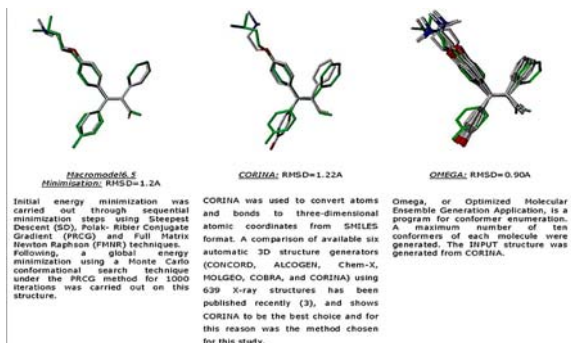 Macromodel6.5
Minimisation: RMSD=1.2A
Initial energy minimization was
carried out through sequential
minimization steps using Steepest
Descent (SD), Polak- Ribier Conjugate
Gradient (PRCG) and Full Matrix
Newton Raphson (FMNR) techniques.
Following, a global energy
minimization using a Monte Carlo
conformational search technique
under the PRCG method for 1000
iterations was carried out on this
structure.
CORINA: RMSD=1.22A
CORINA was used to convert atoms
and bonds to three-dimensional
atomic coordinates from SMILES
format. A comparison of available six
automatic 3D structure generators
(CONCORD, ALCOGEN, Chem-X,
MOLGEO, COBRA, and CORINA) using
639 X-ray structures has been
published recently (3), and shows
CORINA to be the best choice and for
this reason was the method chosen
for this study.
OMEGA: RMSD=0.90A
Omega, or Optimized Molecular
Ensemble Generation Application, is a
program for conformer enumeration.
A maximum number of ten
conformers of each molecule were
generated. The INPUT structure was
generated from CORINA.